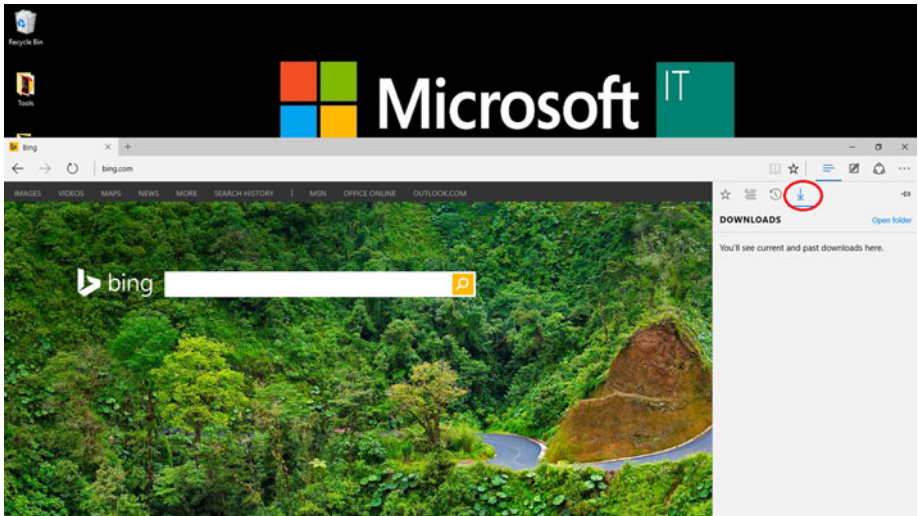 Recycle Bin
Tools
Microsoft IT
Bing
bing.com
IMAGES VIDEOS MAPS NEWS MORE SEARCH HISTORY | MSN OFFICE ONLINE OUTLOOK.COM
DOWNLOADS Open folder
You'll see current and past downloads here.
bing